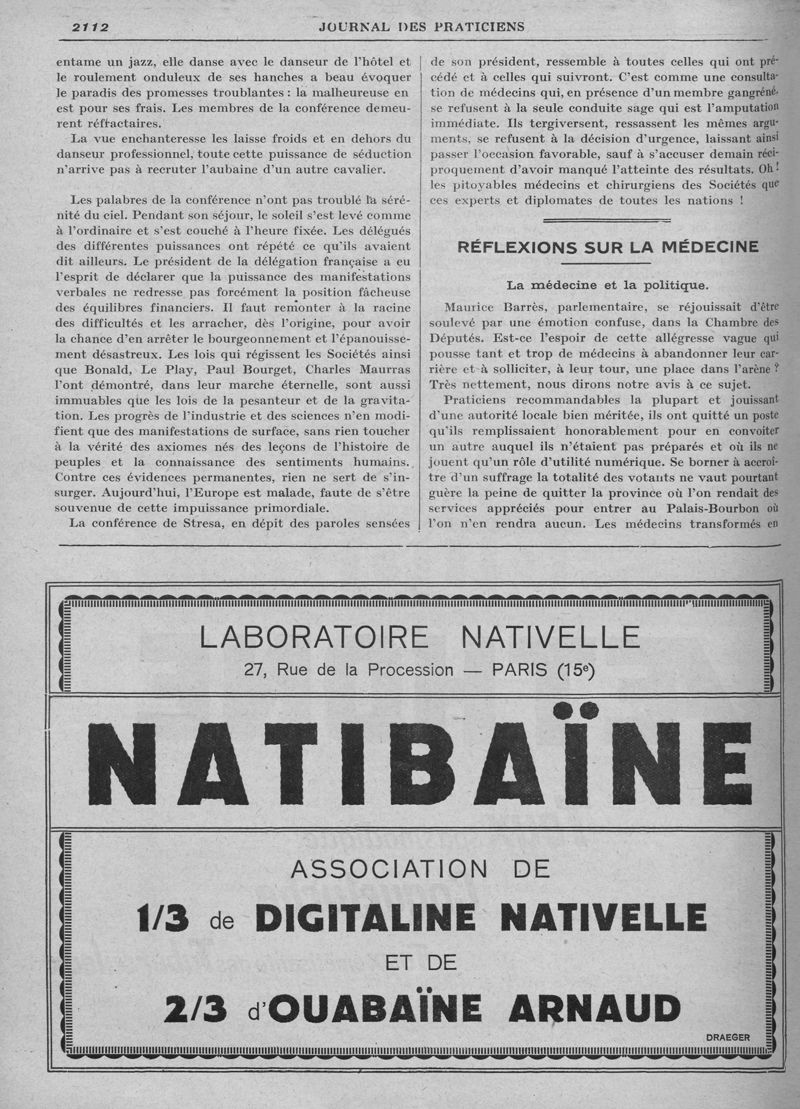 2112
JOURNAL DES PRATICIENS
entame un jazz, elle danse avec le danseur de l'hôtel et
le roulement onduleux de ses hanches a beau évoquer
le paradis des promesses troublantes : la malheureuse en
est pour ses frais. Les membres de la conférence demeu-
rent réfractaires.
La vue enchanteresse les laisse froids et en dehors du
danseur professionnel, toute cette puissance de séduction
n'arrive pas à recruter l'aubaine d'un autre cavalier.
Les palabres de la conférence n'ont pas troublé la séré-
nité du ciel. Pendant son séjour, le soleil s'est levé comme
à l'ordinaire et s'est couché à l'heure fixée. Les délégués
des différentes puissances ont répété ce qu'ils avaient
dit ailleurs. Le président de la délégation française a eu
l'esprit de déclarer que la puissance des manifestations
verbales ne redresse pas forcément la position fâcheuse
des équilibres financiers. Il faut remonter à la racine
des difficultés et les arracher, dès l'origine, pour avoir
la chance d'en arrêter le bourgeonnement et l'épanouisse-
ment désastreux. Les lois qui régissent les Sociétés ainsi
que Bonald, Le Play, Paul Bourget, Charles Maurras
l'ont démontré, dans leur marche éternelle, sont aussi
immuables que les lois de la pesanteur et de la gravita-
tion. Les progrès de l'industrie et des sciences n'en modi-
fient que des manifestations de surface, sans rien toucher
à la vérité des axiomes nés des leçons de l'histoire de
peuples et la connaissance des sentiments humains.
Contre ces évidences permanentes, rien ne sert de s'in-
surger. Aujourd'hui, l'Europe est malade, faute de s'être
souvenue de cette impuissance primordiale.
La conférence de Stresa, en dépit des paroles sensées
de son président, ressemble à toutes celles qui ont pré-
cédé et à celles qui suivront. C'est comme une consulta-
tion de médecins qui, en présence d'un membre gangréné,
se refusent à la seule conduite sage qui est l'amputation
immédiate. Ils tergiversent, ressassent les mêmes argu-
ments, se refusent à la décision d'urgence, laissant ainsi
passer l'occasion favorable, sauf à s'accuser demain réci-
proquement d'avoir manqué l'atteinte des résultats. Oh !
les pitoyables médecins et chirurgiens des Sociétés que
ces experts et diplomates de toutes les nations !
RÉFLEXIONS SUR LA MÉDECINE
La médecine et la politique.
Maurice Barrès, parlementaire, se réjouissait d'être
soulevé par une émotion confuse, dans la Chambre des
Députés. Est-ce l'espoir de cette allégresse vague qui
pousse tant et trop de médecins à abandonner leur car-
rière et à solliciter, à leur tour, une place dans l'arène ?
Très nettement, nous dirons notre avis à ce sujet.
Praticiens recommandables la plupart et jouissant
d'une autorité locale bien méritée, ils ont quitté un poste
qu'ils remplissaient honorablement pour en convoiter
un autre auquel ils n'étaient pas préparés et où ils ne
jouent qu'un rôle d'utilité numérique. Se borner à accroî-
tre d'un suffrage la totalité des votants ne vaut pourtant
guère la peine de quitter la province où l'on rendait des
services appréciés pour entrer au Palais-Bourbon où
l'on n'en rendra aucun. Les médecins transformés en
LABORATOIRE NATIVELLE
27, Rue de la Procession — PARIS (15e)
NATIBAÏNE
ASSOCIATION DE
1/3 de DIGITALINE NATIVELLE
ET DE
2/3 d'OUABAÏNE ARNAUD
DRAEGER